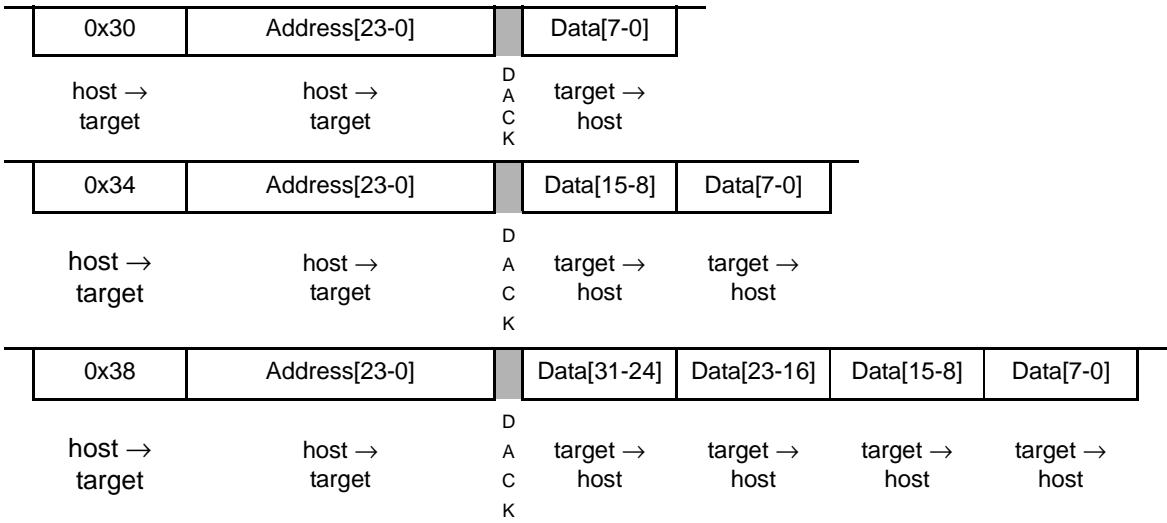 0x30 Address[23-0] Data[7-0]
host → host → D A C K target →
target target host
0x34 Address[23-0] Data[15-8] Data[7-0]
host → host → D A C K target → target →
target target host host
0x38 Address[23-0] Data[31-24] Data[23-16] Data[15-8] Data[7-0]
host → host → D A C K target → target → target → target →
target target host host host host